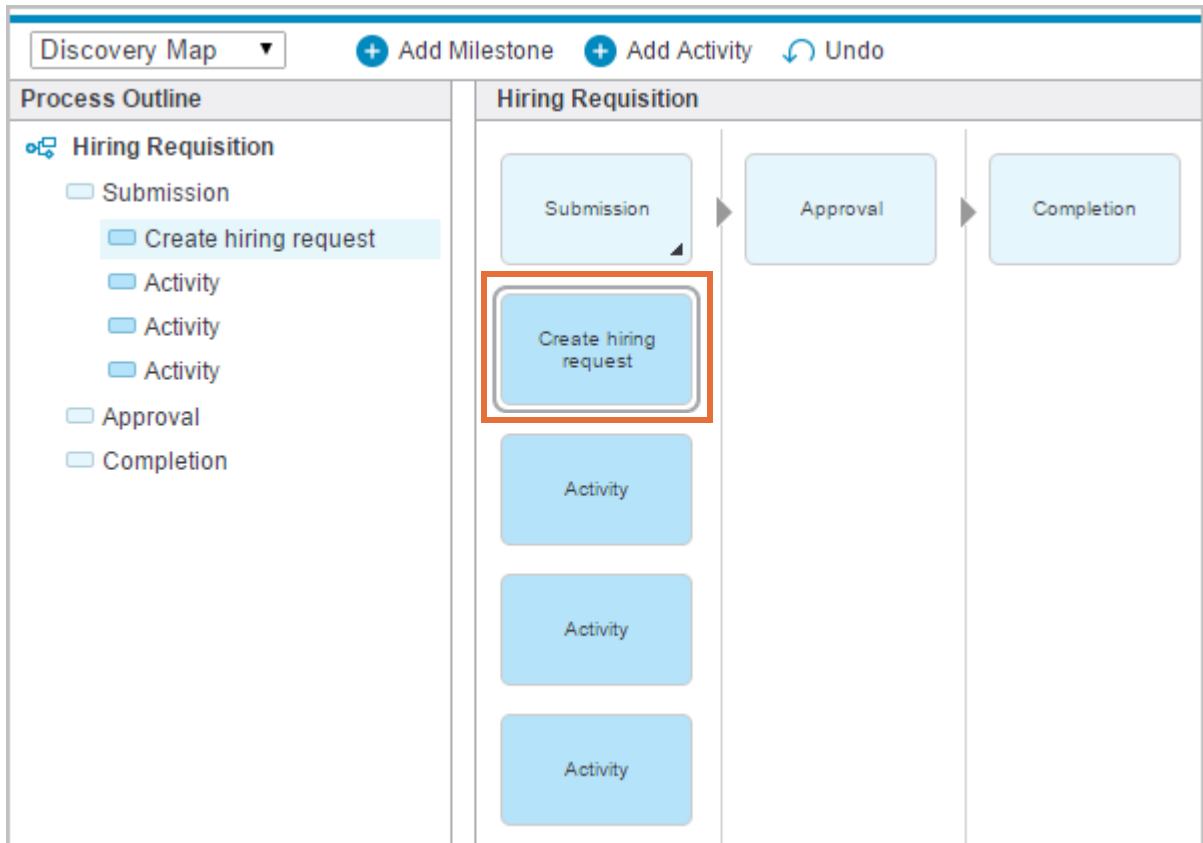 Discovery Map
Add Milestone
Add Activity
Undo
Process Outline
Hiring Requisition
Submission
Create hiring request
Activity
Activity
Activity
Approval
Completion
Hiring Requisition
Submission
Approval
Completion
Create hiring
request
Activity
Activity
Activity